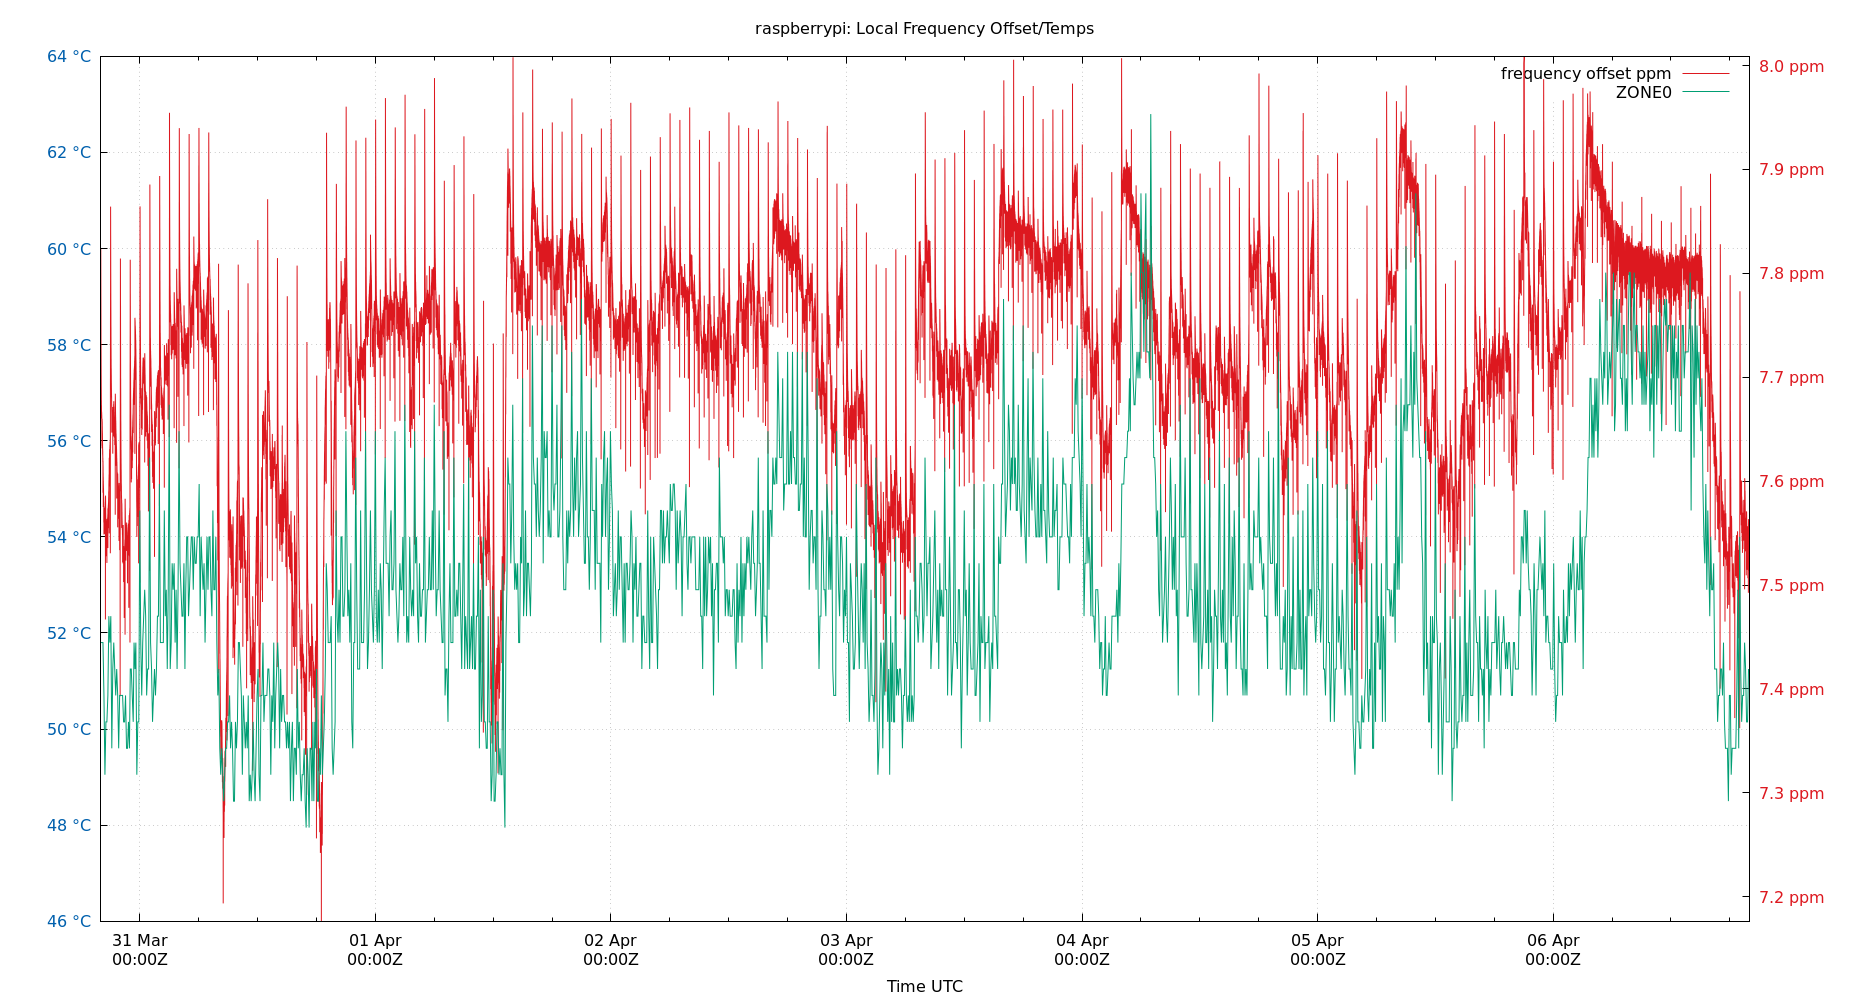 raspberrypi: Local Frequency Offset/Temps
frequency offset ppm
ZONE0
64 °C
62 °C
60 °C
58 °C
56 °C
54 °C
52 °C
50 °C
48 °C
46 °C
8.0 ppm
7.9 ppm
7.8 ppm
7.7 ppm
7.6 ppm
7.5 ppm
7.4 ppm
7.3 ppm
7.2 ppm
31 Mar
00:00Z
01 Apr
00:00Z
02 Apr
00:00Z
03 Apr
00:00Z
04 Apr
00:00Z
05 Apr
00:00Z
06 Apr
00:00Z
Time UTC